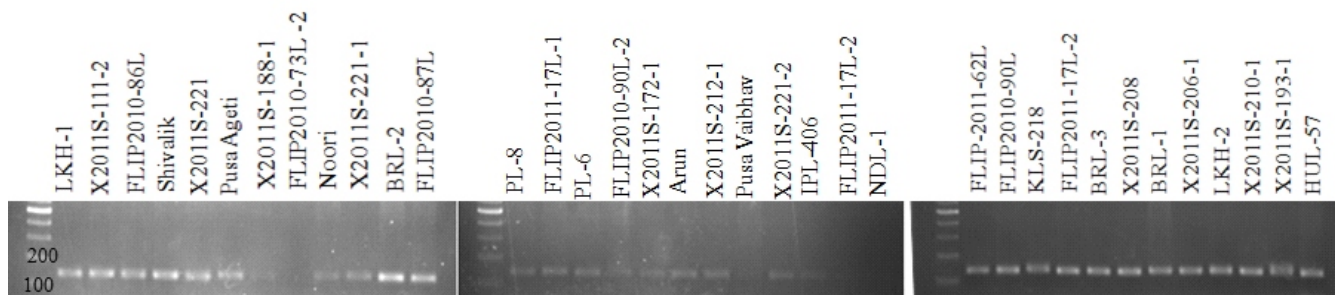 LKH-1
X2011S-111-2
FLIP2010-86L
Shivalik
X2011S-221
Pusa Ageti
X2011S-188-1
FLIP2010-73L -2
Noori
X2011S-221-1
BRL-2
FLIP2010-87L
PL-8
FLIP2011-17L-1
PL-6
FLIP2010-90L-2
X2011S-172-1
Arun
X2011S-212-1
Pusa Vaibhav
X2011S-221-2
IPL-406
FLIP2011-17L-2
NDL-1
FLIP-2011-62L
FLIP2010-90L
KLS-218
FLIP2011-17L-2
BRL-3
X2011S-208
BRL-1
X2011S-206-1
LKH-2
X2011S-210-1
X2011S-193-1
HUL-57
200
100